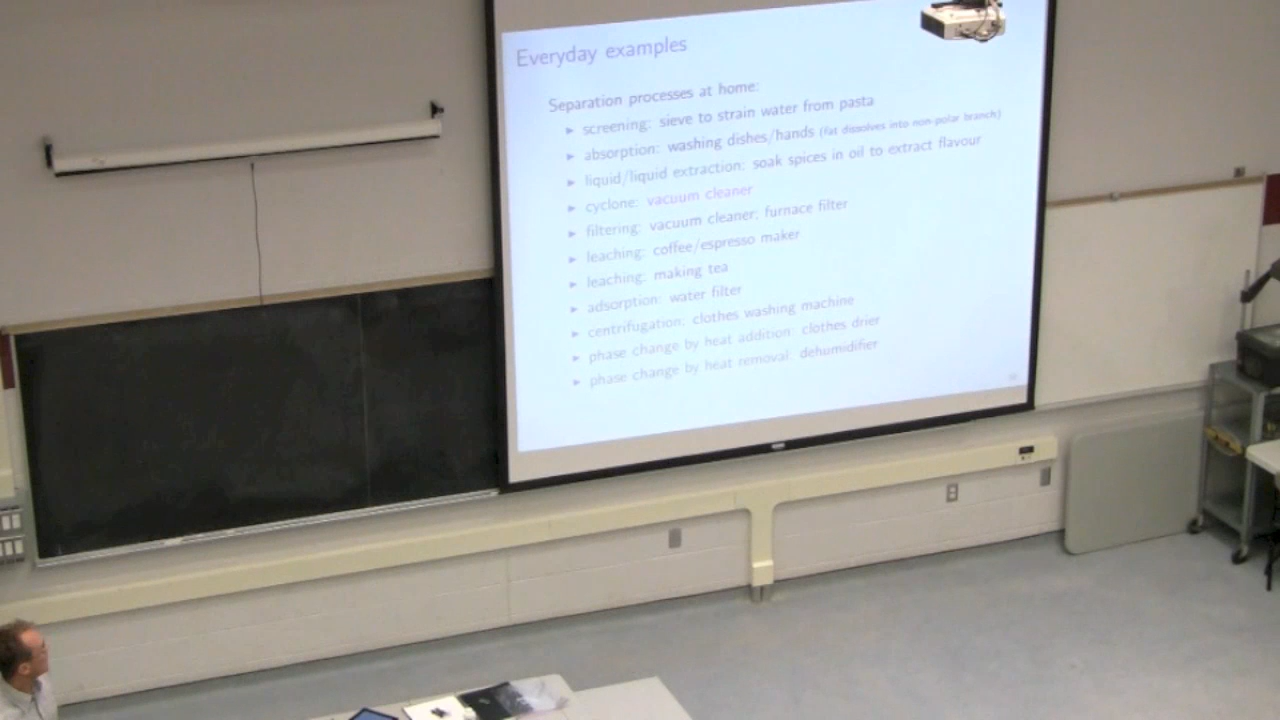 Everyday examples
Separation processes at home:
► screening: sieve to strain water from pasta
► absorption: washing dishes/hands (fat dissolves into non-polar branch)
► liquid/liquid extraction: soak spices in oil to extract flavour
► cyclone: vacuum cleaner
► filtering: vacuum cleaner; furnace filter
► leaching: coffee/espresso maker
► leaching: making tea
► adsorption: water filter
► centrifugation: clothes washing machine
► phase change by heat addition: clothes drier
► phase change by heat removal: dehumidifier